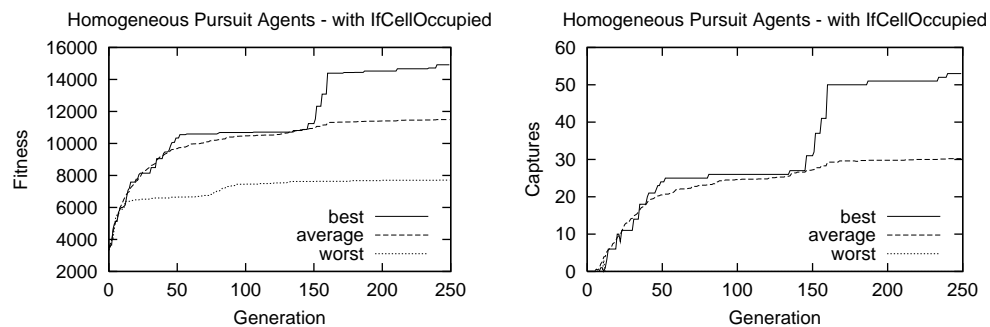 Homogeneous Pursuit Agents - with IfCellOccupied
16000
14000
12000
10000
8000
6000
4000
2000
Fitness
best
average
worst
0 50 100 150 200 250
Generation
Homogeneous Pursuit Agents - with IfCellOccupied
60
50
40
30
20
10
0
Captures
best
average
worst
0 50 100 150 200 250
Generation